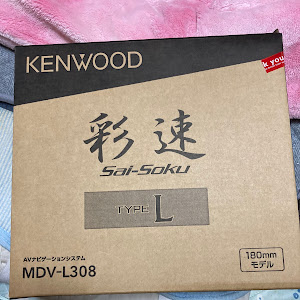 KENWOOD
k you
彩速
Sai-Soku
TYPE L
AVナビゲーションシステム
MDV-L308
180mm
モデル